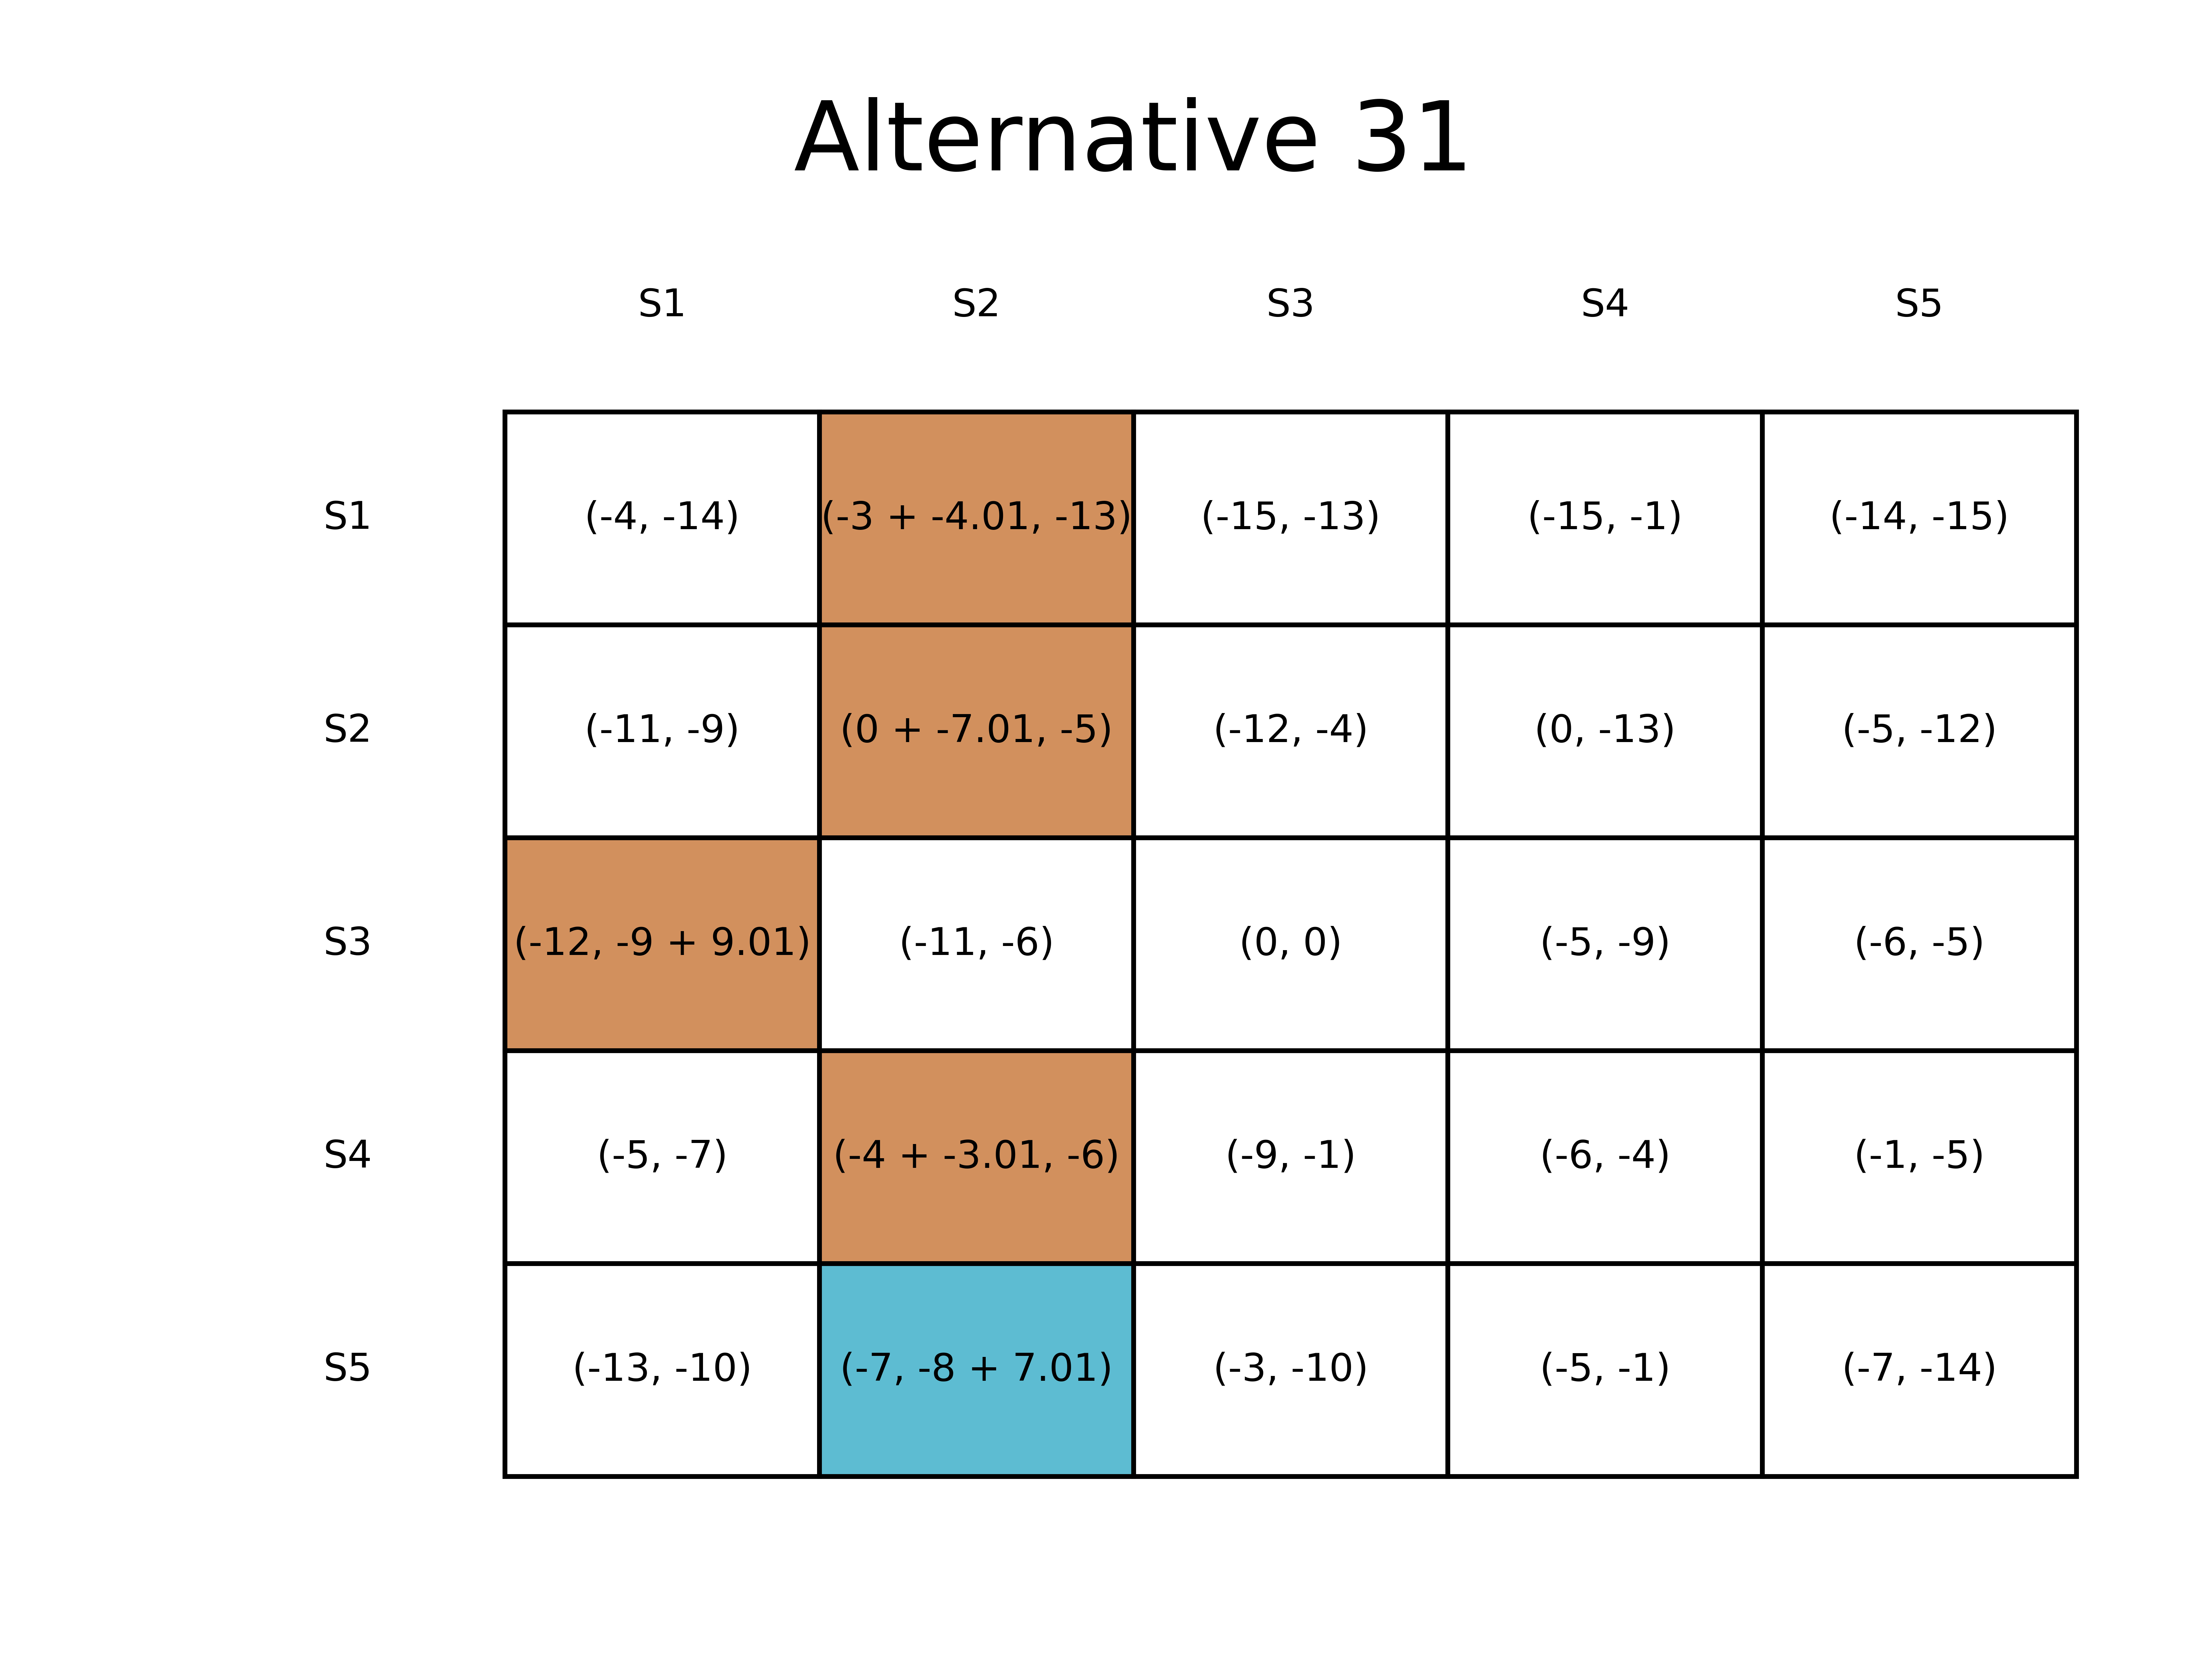 Alternative 31
S1 S2 S3 S4 S5
S1 (-4, -14) (-3 + -4.01, -13) (-15, -13) (-15, -1) (-14, -15)
S2 (-11, -9) (0 + -7.01, -5) (-12, -4) (0, -13) (-5, -12)
S3 (-12, -9 + 9.01) (-11, -6) (0, 0) (-5, -9) (-6, -5)
S4 (-5, -7) (-4 + -3.01, -6) (-9, -1) (-6, -4) (-1, -5)
S5 (-13, -10) (-7, -8 + 7.01) (-3, -10) (-5, -1) (-7, -14)